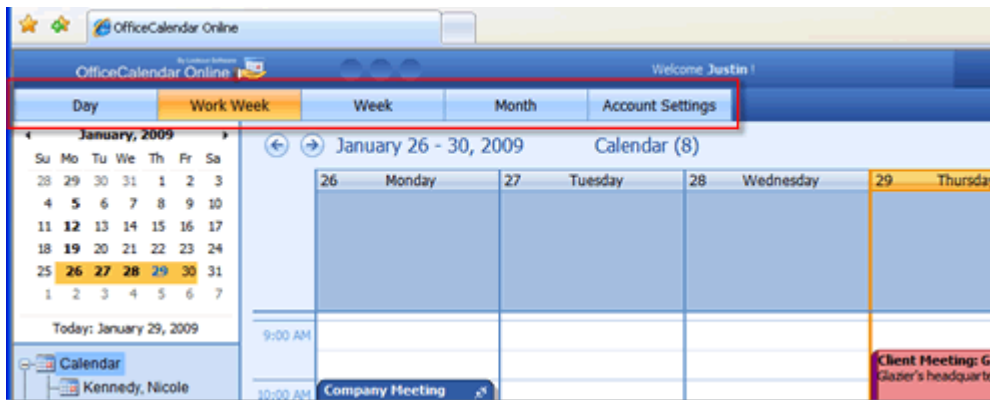 OfficeCalendar Online
By Lookout Software
OfficeCalendar Online
Welcome Justin !
Day Work Week Week Month Account Settings
January, 2009
January 26 - 30, 2009 Calendar (8)
Su Mo Tu We Th Fr Sa
28 29 30 31 1 2 3
4 5 6 7 8 9 10
11 12 13 14 15 16 17
18 19 20 21 22 23 24
25 26 27 28 29 30 31
1 2 3 4 5 6 7
Today: January 29, 2009
26 Monday 27 Tuesday 28 Wednesday 29 Thursda
9:00 AM
10:00 AM
Company Meeting
Client Meeting: G
Glazier's headquarte
Calendar
Kennedy, Nicole